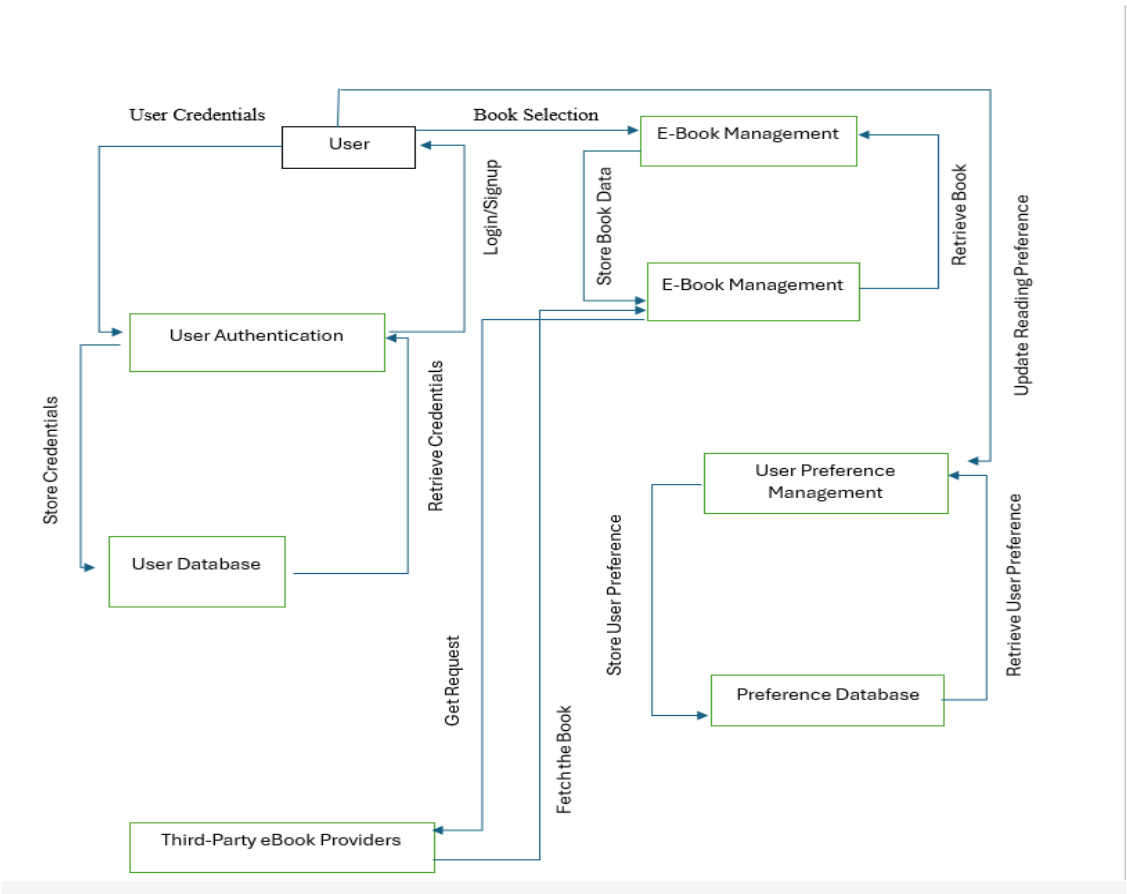 User Credentials
Book Selection
User
E-Book Management
Login/Signup
Store Book Data
Retrieve Book
Update Reading Preference
E-Book Management
User Authentication
Store Credentials
Retrieve Credentials
User Preference
Management
User Database
Store User Preference
Retrieve User Preference
Get Request
Preference Database
Fetch the Book
Third-Party eBook Providers